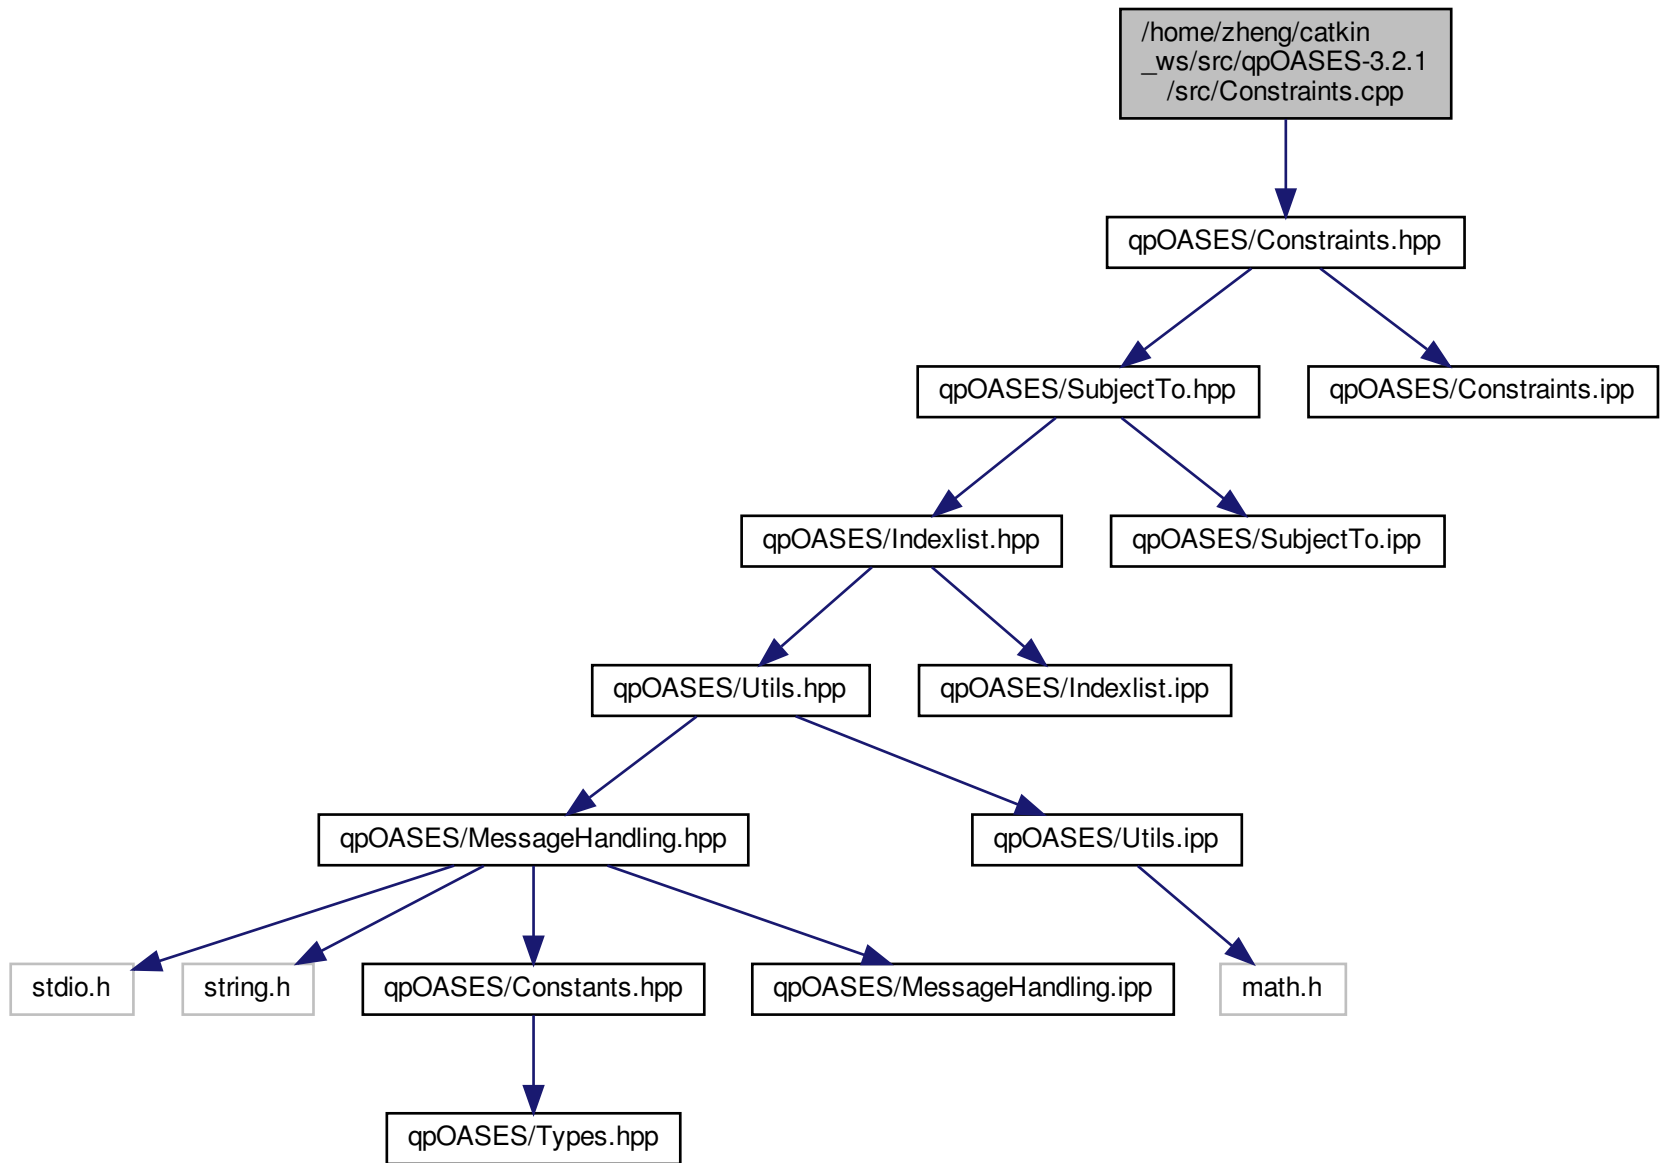 /home/zheng/catkin
_ws/src/qpOASES-3.2.1
/src/Constraints.cpp
qpOASES/Constraints.hpp
qpOASES/SubjectTo.hpp
qpOASES/Constraints.ipp
qpOASES/Indexlist.hpp
qpOASES/SubjectTo.ipp
qpOASES/Utils.hpp
qpOASES/Indexlist.ipp
qpOASES/MessageHandling.hpp
qpOASES/Utils.ipp
stdio.h
string.h
qpOASES/Constants.hpp
qpOASES/MessageHandling.ipp
math.h
qpOASES/Types.hpp